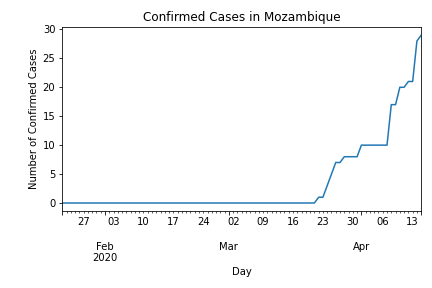 Confirmed Cases in Mozambique
30
25
20
15
10
5
0
Number of Confirmed Cases
27 03 10 17 24 02 09 16 23 30 06 13
Feb Mar Apr
2020
Day